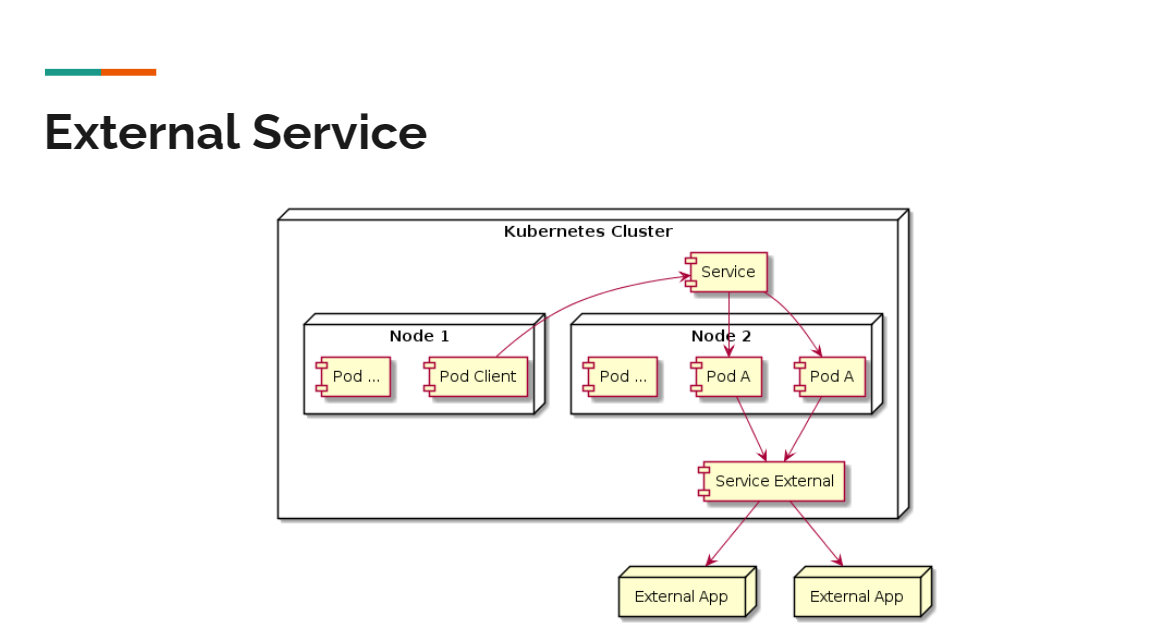 External Service
Kubernetes Cluster
Service
Node 1
Node 2
Pod ...
Pod Client
Pod ...
Pod A
Pod A
Service External
External App
External App